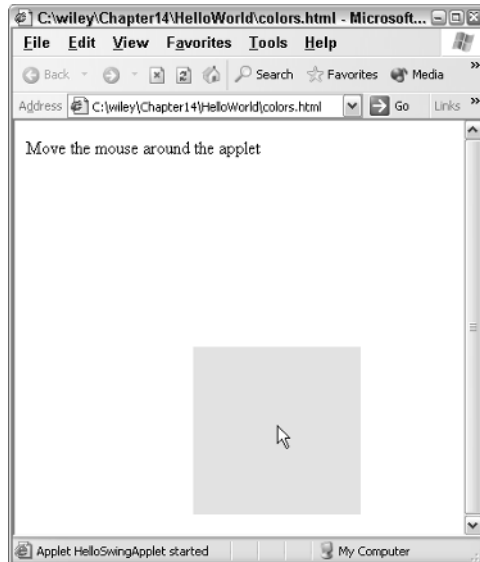 C:\wiley\Chapter14\HelloWorld\colors.html - Microsoft...
File Edit View Favorites Tools Help
Back Search Favorites Media »
Address C:\wiley\Chapter14\HelloWorld\colors.html Go Links »
Move the mouse around the applet
Applet HelloSwingApplet started My Computer